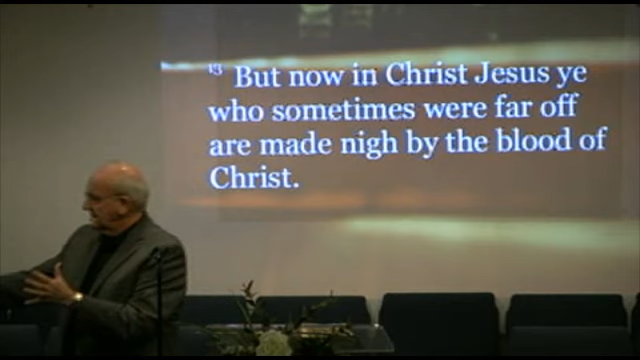 13 But now in Christ Jesus ye
who sometimes were far off
are made nigh by the blood of
Christ.